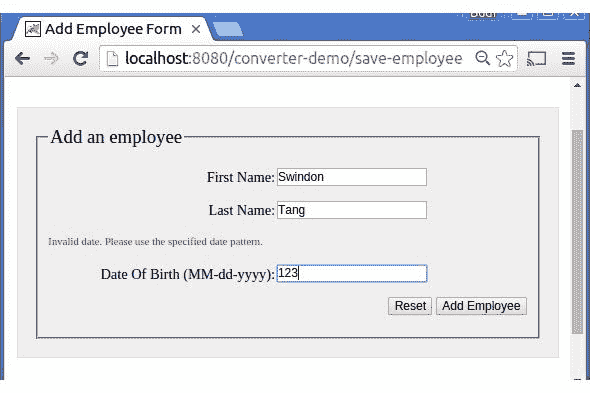 Budi
Add Employee Form ×
localhost:8080/converter-demo/save-employee
Add an employee
First Name: Swindon
Last Name: Tang
Invalid date. Please use the specified date pattern.
Date Of Birth (MM-dd-yyyy): 123
Reset Add Employee